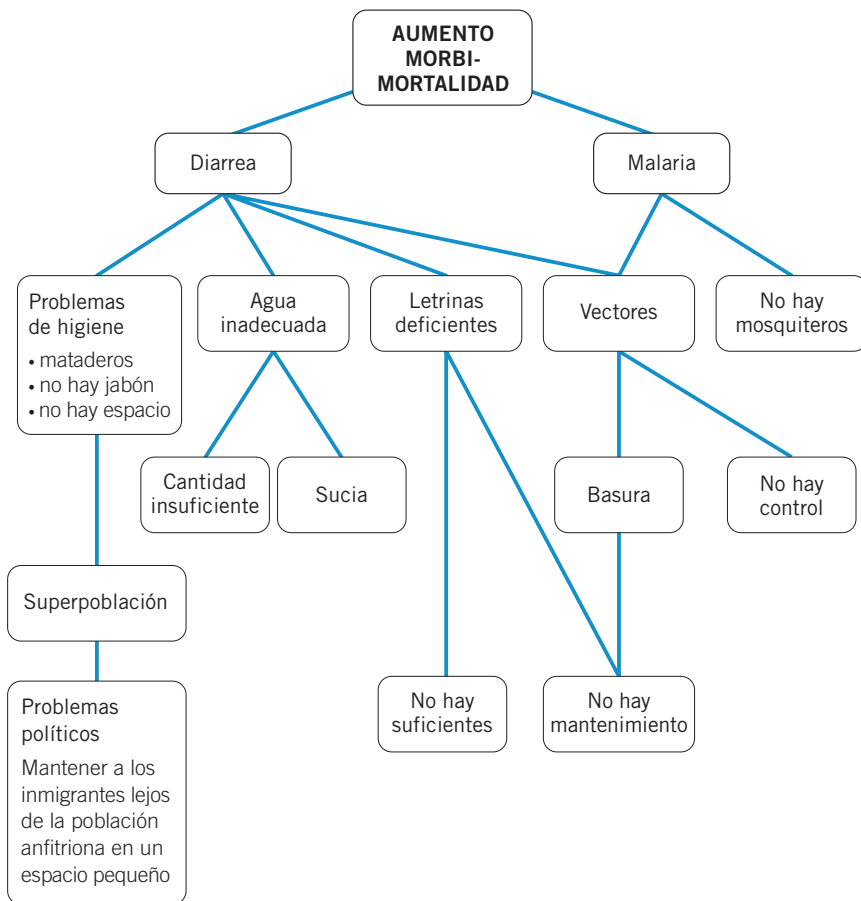 AUMENTO
MORBI-
MORTALIDAD
Diarrea
Malaria
Problemas
de higiene
• mataderos
• no hay jabón
• no hay espacio
Agua
inadecuada
Letrinas
deficientes
Vectores
No hay
mosquiteros
Cantidad
insuficiente
Sucia
Basura
No hay
control
Superpoblación
No hay
suficientes
No hay
mantenimiento
Problemas
políticos
Mantener a los
inmigrantes lejos
de la población
anfitriona en un
espacio pequeño